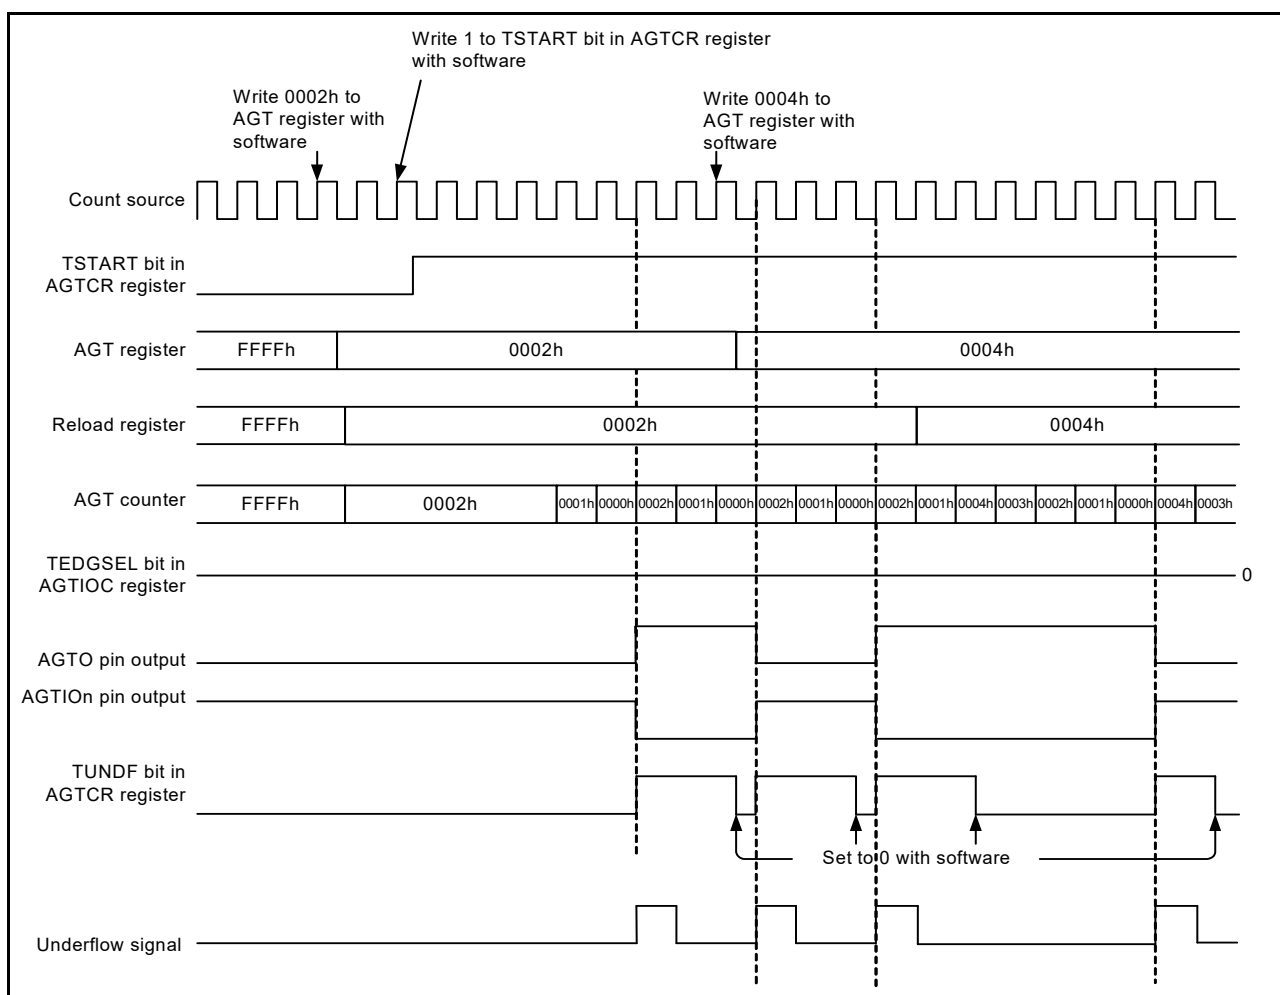 Write 1 to TSTART bit in AGTCR register
with software
Write 0002h to
AGT register with
software
Write 0004h to
AGT register with
software
Count source
TSTART bit in
AGTCR register
AGT register
FFFFh 0002h 0004h
Reload register
FFFFh 0002h 0004h
AGT counter
FFFFh 0002h 0001h 0000h 0002h 0001h 0000h 0002h 0001h 0000h 0002h 0001h 0004h 0003h 0002h 0001h 0000h 0004h 0003h
TEDGSEL bit in
AGTIOC register
0
AGTO pin output
AGTIOn pin output
TUNDF bit in
AGTCR register
Set to 0 with software
Underflow signal